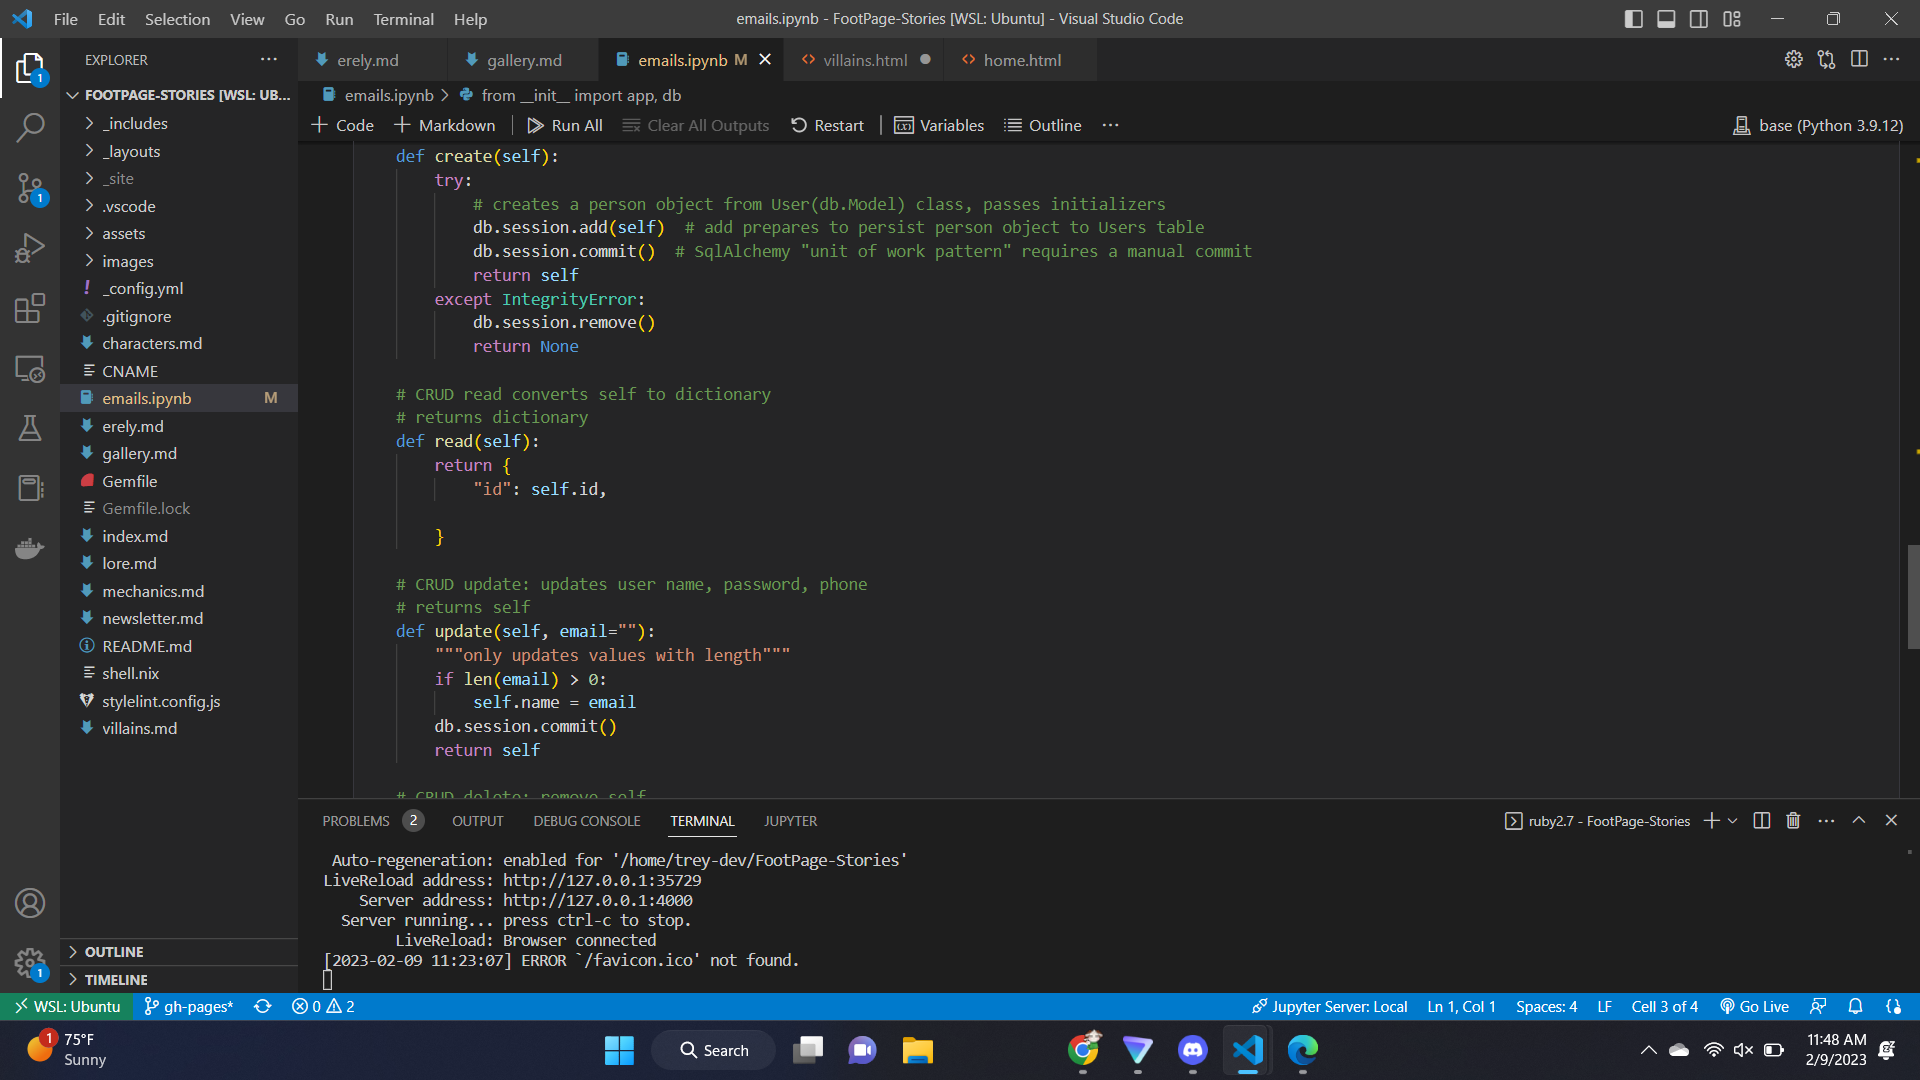 File Edit Selection View Go Run Terminal Help
emails.ipynb - FootPage-Stories [WSL: Ubuntu] - Visual Studio Code
EXPLORER
FOOTPAGE-STORIES [WSL: UB...
_includes
_layouts
_site
.vscode
assets
images
_config.yml
.gitignore
characters.md
CNAME
emails.ipynb M
erely.md
gallery.md
Gemfile
Gemfile.lock
index.md
lore.md
mechanics.md
newsletter.md
README.md
shell.nix
stylelint.config.js
villains.md
OUTLINE
TIMELINE
1
1
1
erely.md
gallery.md
emails.ipynb M
villains.html
home.html
emails.ipynb > from __init__ import app, db
+ Code + Markdown | Run All Clear All Outputs Restart | Variables Outline ...
base (Python 3.9.12)
def create(self):
try:
# creates a person object from User(db.Model) class, passes initializers
db.session.add(self)  # add prepares to persist person object to Users table
db.session.commit()  # SqlAlchemy "unit of work pattern" requires a manual commit
return self
except IntegrityError:
db.session.remove()
return None
# CRUD read converts self to dictionary
# returns dictionary
def read(self):
return {
"id": self.id,
}
# CRUD update: updates user name, password, phone
# returns self
def update(self, email=""):
"""only updates values with length"""
if len(email) > 0:
self.name = email
db.session.commit()
return self
# CRUD delete: remove self
PROBLEMS 2 OUTPUT DEBUG CONSOLE TERMINAL JUPYTER
ruby2.7 - FootPage-Stories
Auto-regeneration: enabled for '/home/trey-dev/FootPage-Stories'
LiveReload address: http://127.0.0.1:35729
Server address: http://127.0.0.1:4000
Server running... press ctrl-c to stop.
LiveReload: Browser connected
[2023-02-09 11:23:07] ERROR `/favicon.ico' not found.
WSL: Ubuntu gh-pages* 0 2
Jupyter Server: Local Ln 1, Col 1 Spaces: 4 LF Cell 3 of 4 Go Live
1
75°F
Sunny
Search
11:48 AM
2/9/2023